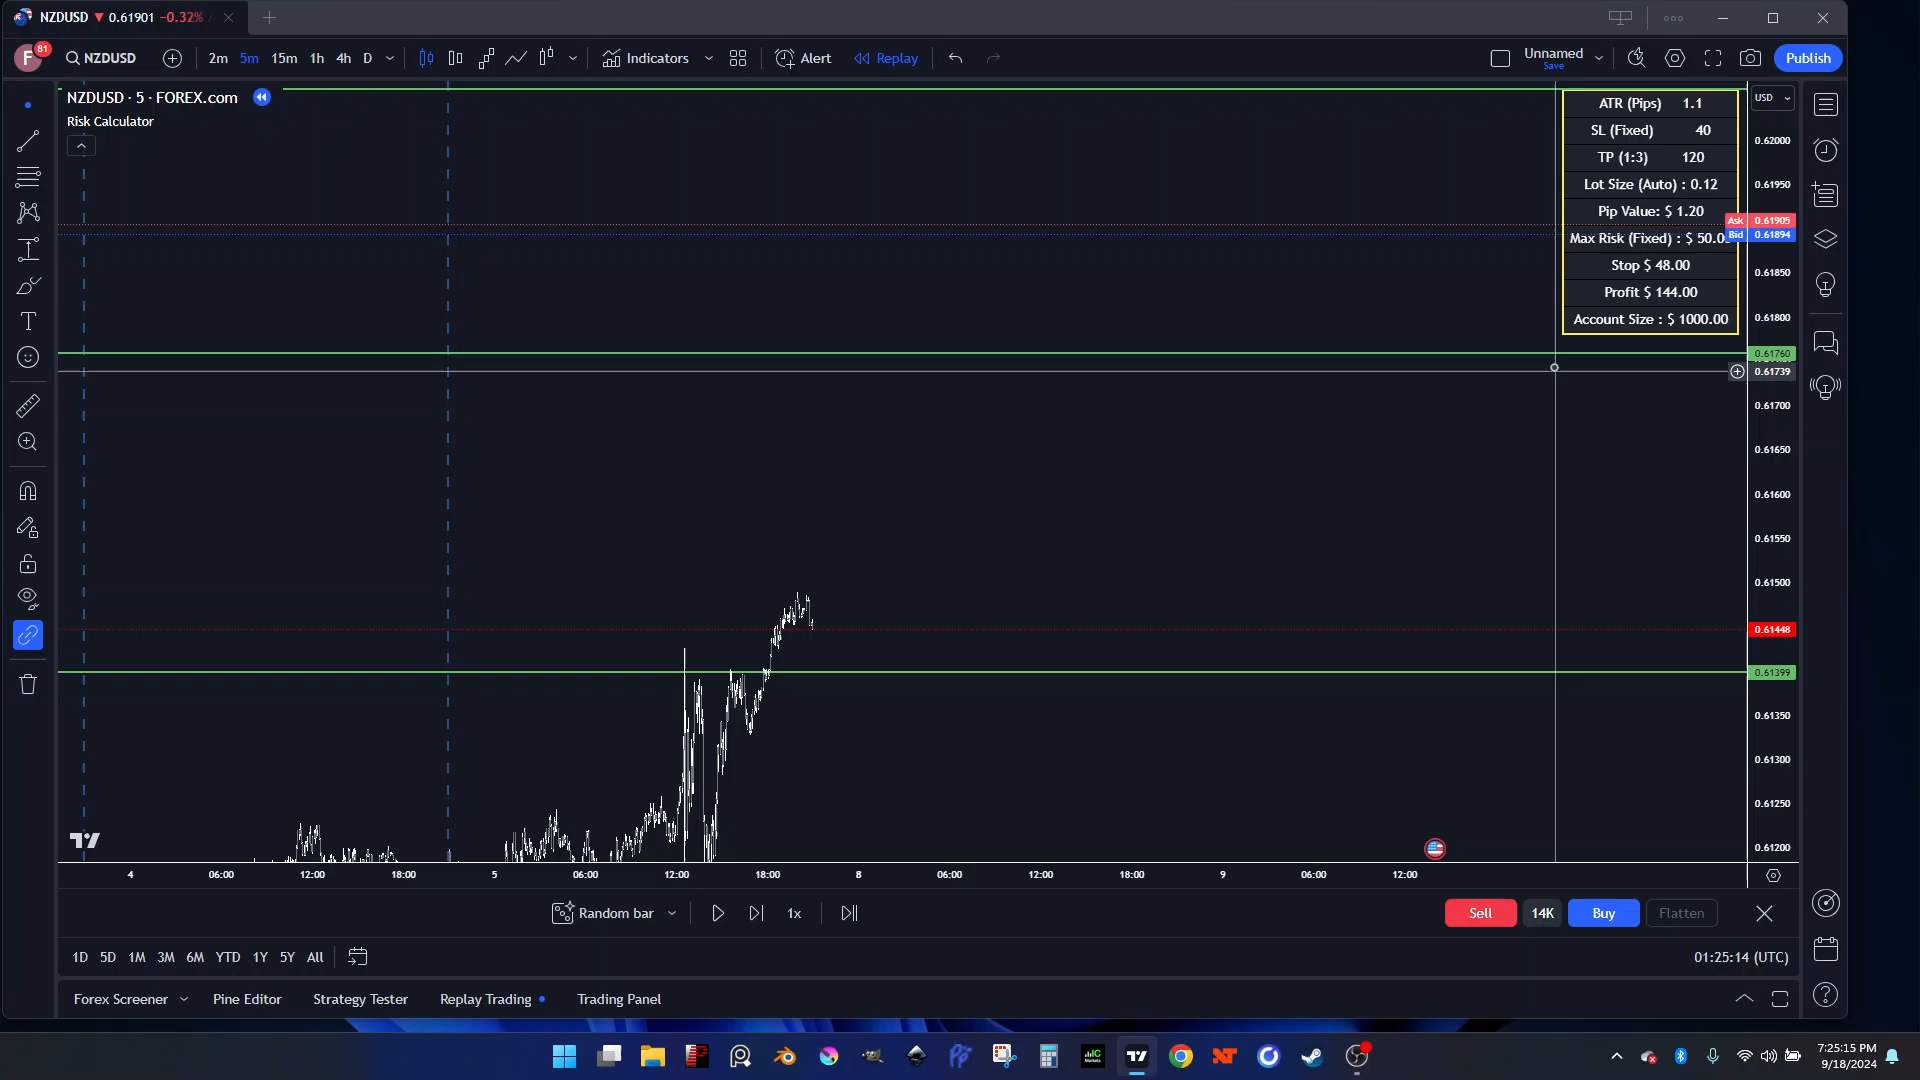 NZDUSD ▼ 0.61901 −0.32% /
F 81
NZDUSD 2m 5m 15m 1h 4h D Indicators Alert Replay Unnamed Save Publish
NZDUSD · 5 · FOREX.com
Risk Calculator
USD
ATR (Pips) 1.1
SL (Fixed) 40
TP (1:3) 120
Lot Size (Auto) : 0.12
Pip Value: $ 1.20
Max Risk (Fixed) : $ 50.0
Stop $ 48.00
Profit $ 144.00
Account Size : $ 1000.00
0.62000
0.61950
Ask 0.61905
Bid 0.61894
0.61850
0.61800
0.61760
0.61739
0.61700
0.61650
0.61600
0.61550
0.61500
0.61448
0.61399
0.61350
0.61300
0.61250
0.61200
4 06:00 12:00 18:00 5 06:00 12:00 18:00 8 06:00 12:00 18:00 9 06:00 12:00
Random bar 1x Sell 14K Buy Flatten
1D 5D 1M 3M 6M YTD 1Y 5Y All 01:25:14 (UTC)
Forex Screener Pine Editor Strategy Tester Replay Trading Trading Panel
7:25:15 PM
9/18/2024